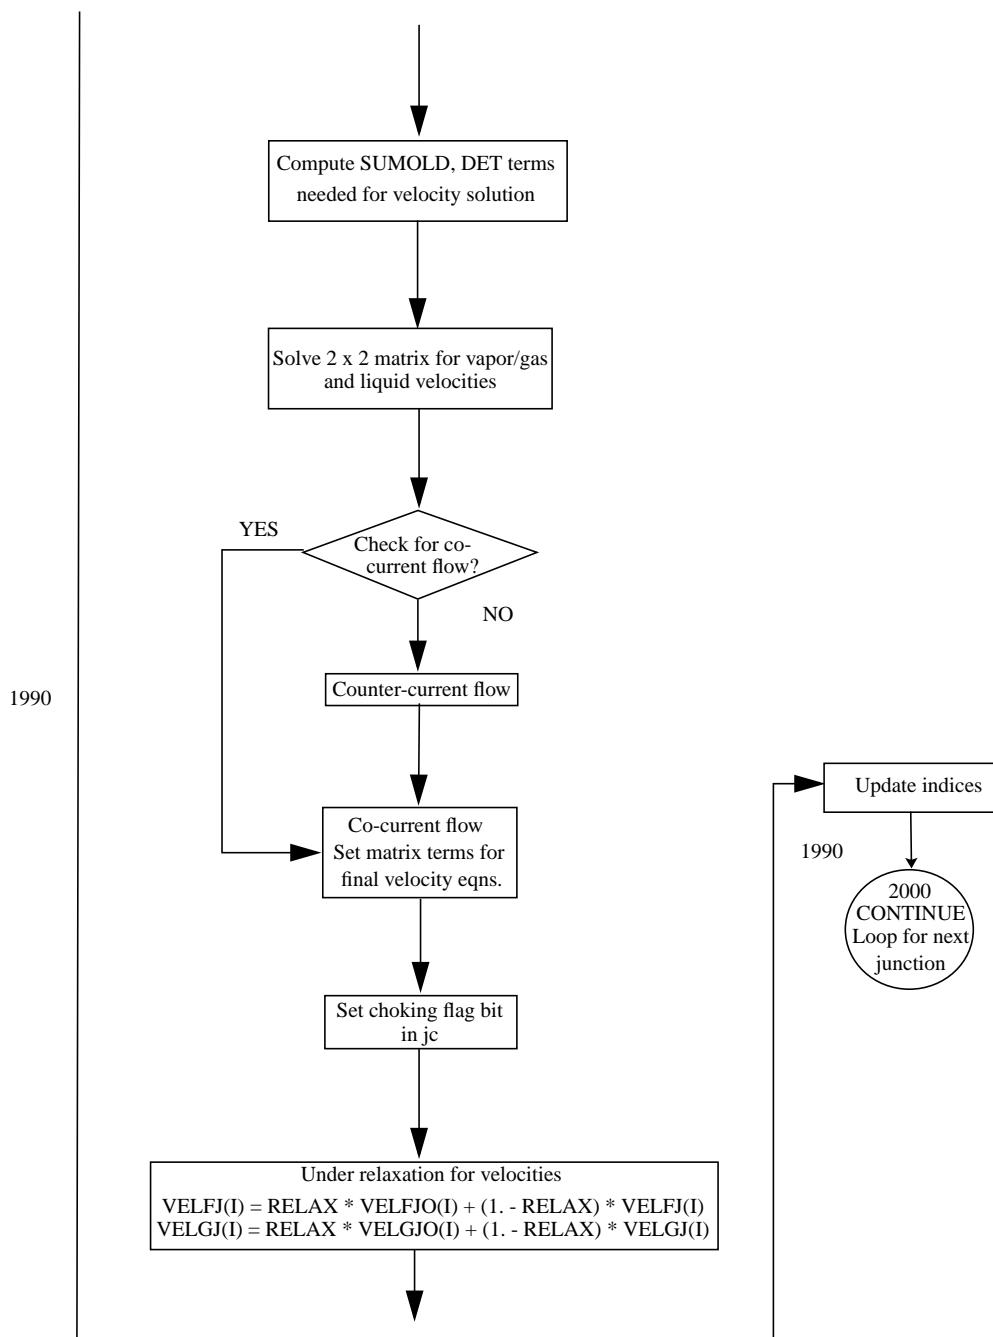 Compute SUMOLD, DET terms
needed for velocity solution
Solve 2 x 2 matrix for vapor/gas
and liquid velocities
YES
Check for co-
current flow?
NO
Counter-current flow
1990
Co-current flow
Set matrix terms for
final velocity eqns.
Set choking flag bit
in jc
Under relaxation for velocities
VELFJ(I) = RELAX * VELFJO(I) + (1. - RELAX) * VELFJ(I)
VELGJ(I) = RELAX * VELGJO(I) + (1. - RELAX) * VELGJ(I)
Update indices
1990
2000
CONTINUE
Loop for next
junction